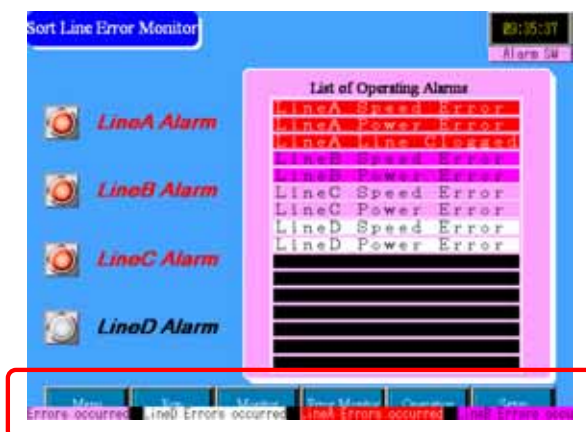 Sort Line Error Monitor
09:35:37
Alarm SW
List of Operating Alarms
LineA Speed Error
LineA Power Error
LineA Line Clogged
LineB Speed Error
LineB Power Error
LineC Speed Error
LineC Power Error
LineD Speed Error
LineD Power Error
LineA Alarm
LineB Alarm
LineC Alarm
LineD Alarm
Menu
Monitor
Error Monitor
Operation
Setup
Errors occurred LineD Errors occurred LineA Errors occurred LineB Errors occu